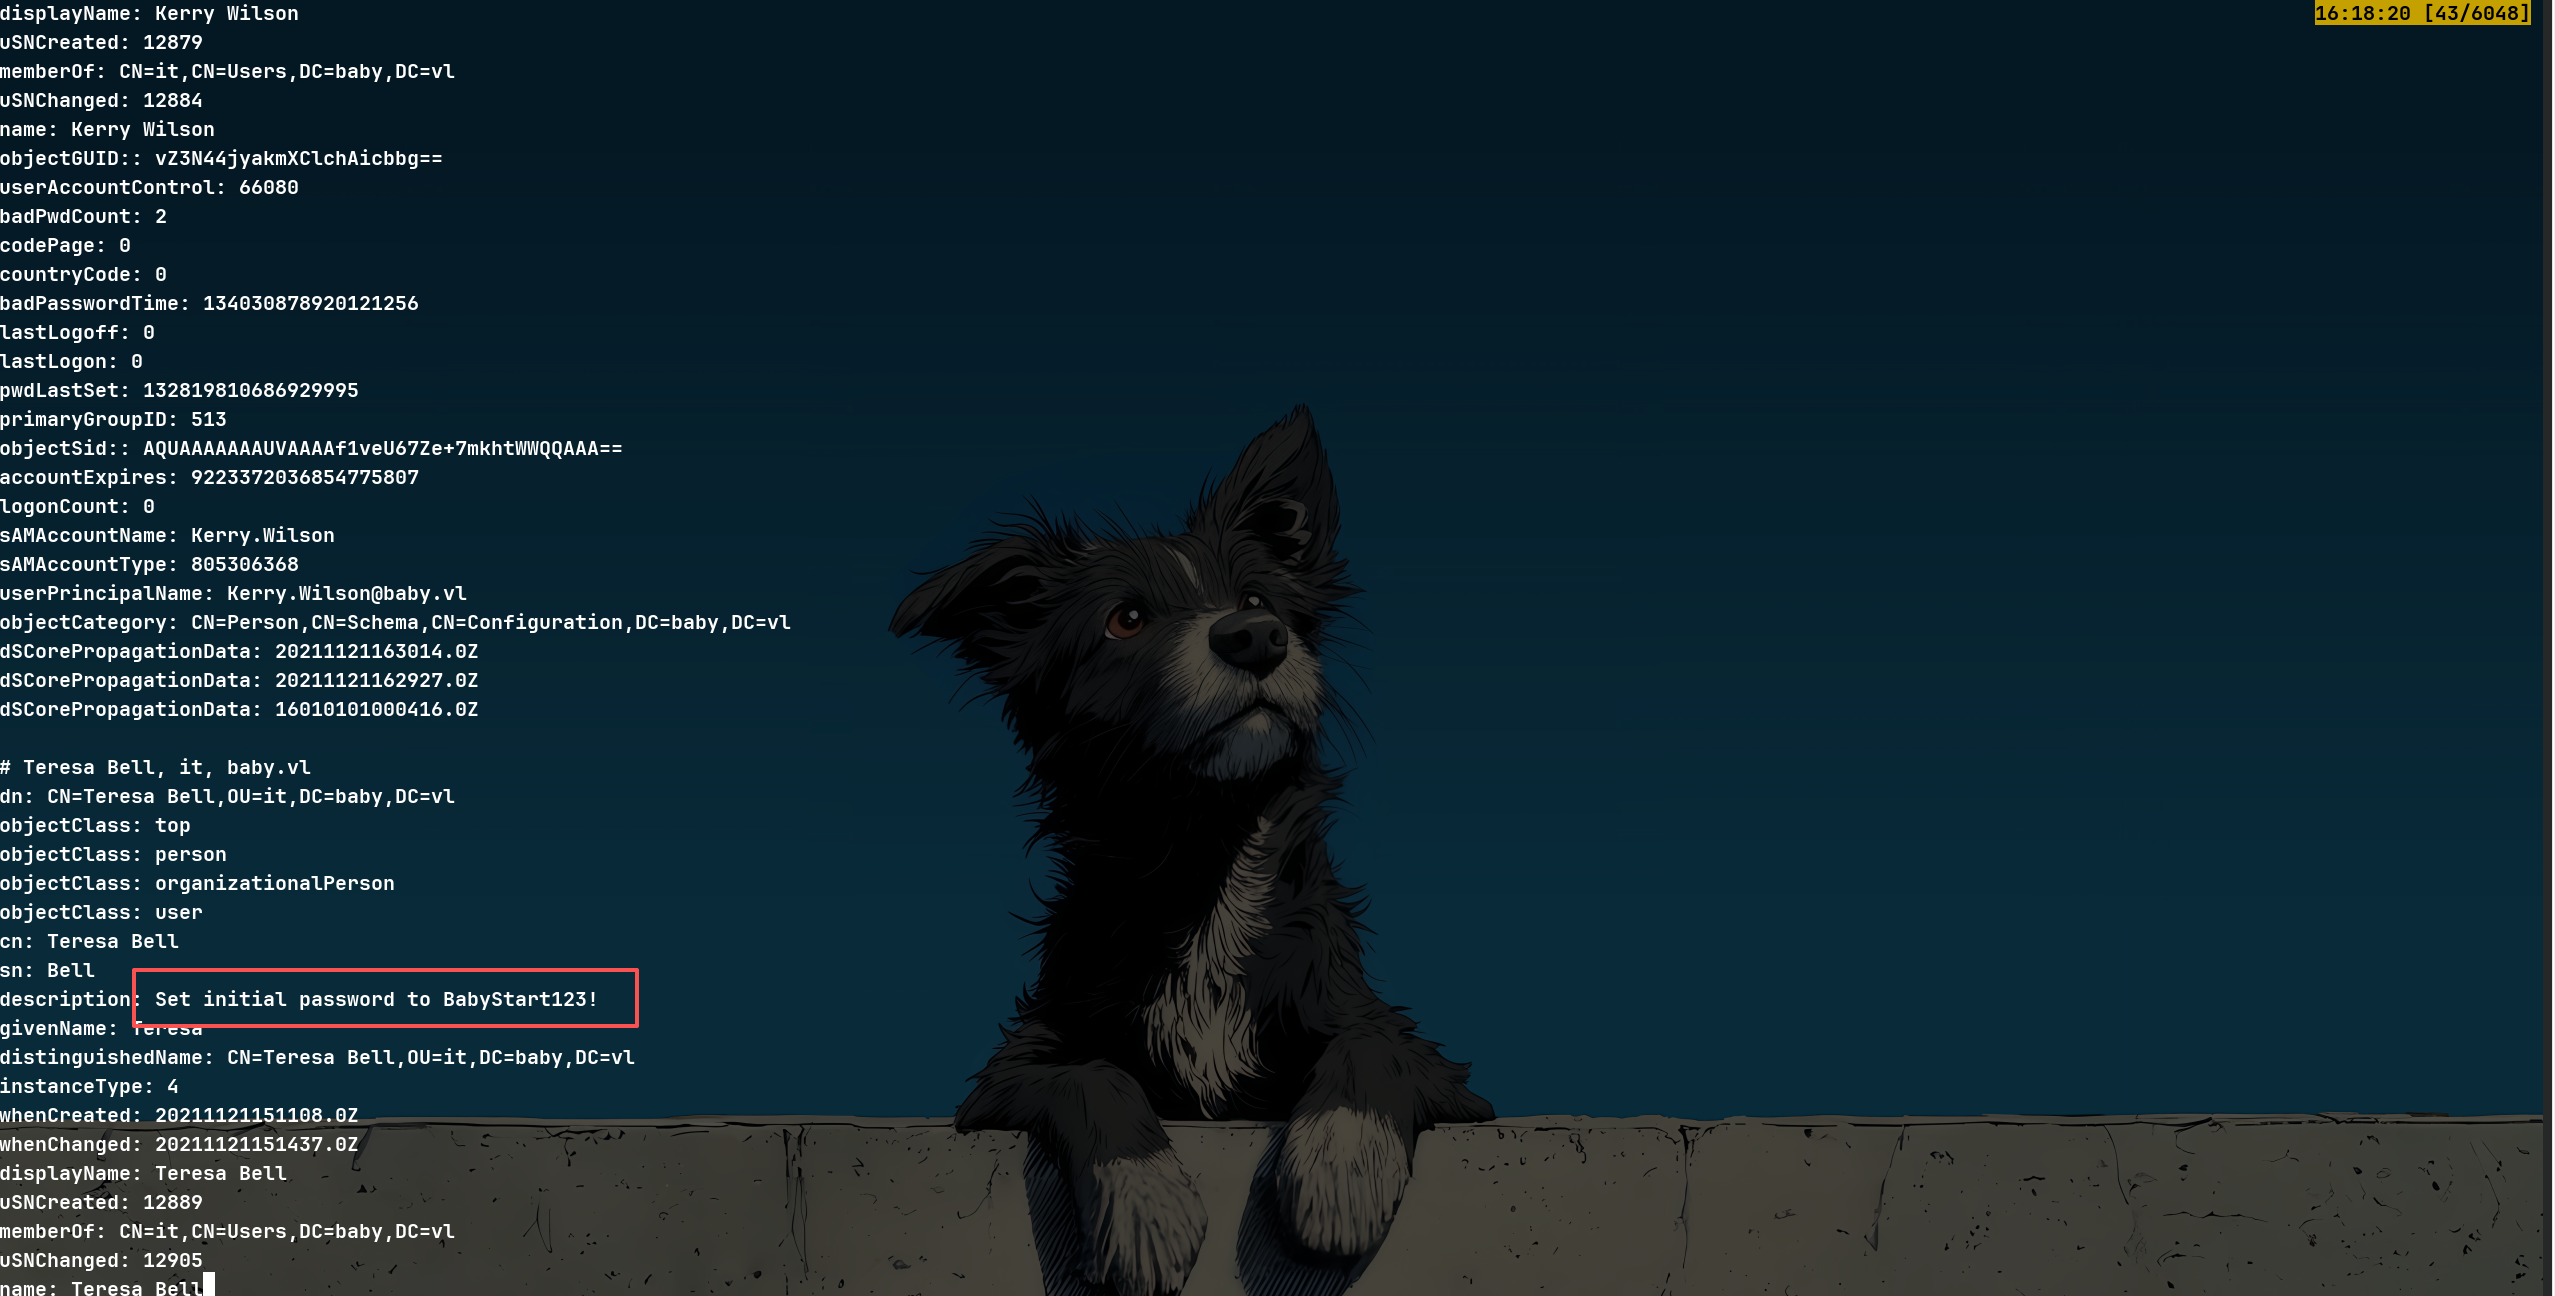 displayName: Kerry Wilson
16:18:20 [43/6048]
uSNCreated: 12879
memberOf: CN=it,CN=Users,DC=baby,DC=vl
uSNChanged: 12884
name: Kerry Wilson
objectGUID:: vZ3N44jyakmXClchAicbbg==
userAccountControl: 66080
badPwdCount: 2
codePage: 0
countryCode: 0
badPasswordTime: 134030878920121256
lastLogoff: 0
lastLogon: 0
pwdLastSet: 132819810686929995
primaryGroupID: 513
objectSid:: AQUAAAAAAAUVAAAAf1veU67Ze+7mkhtWWQQAAA==
accountExpires: 9223372036854775807
logonCount: 0
sAMAccountName: Kerry.Wilson
sAMAccountType: 805306368
userPrincipalName: Kerry.Wilson@baby.vl
objectCategory: CN=Person,CN=Schema,CN=Configuration,DC=baby,DC=vl
dSCorePropagationData: 20211121163014.0Z
dSCorePropagationData: 20211121162927.0Z
dSCorePropagationData: 16010101000416.0Z
# Teresa Bell, it, baby.vl
dn: CN=Teresa Bell,OU=it,DC=baby,DC=vl
objectClass: top
objectClass: person
objectClass: organizationalPerson
objectClass: user
cn: Teresa Bell
sn: Bell
description: Set initial password to BabyStart123!
givenName: Teresa
distinguishedName: CN=Teresa Bell,OU=it,DC=baby,DC=vl
instanceType: 4
whenCreated: 20211121151108.0Z
whenChanged: 20211121151437.0Z
displayName: Teresa Bell
uSNCreated: 12889
memberOf: CN=it,CN=Users,DC=baby,DC=vl
uSNChanged: 12905
name: Teresa Bell